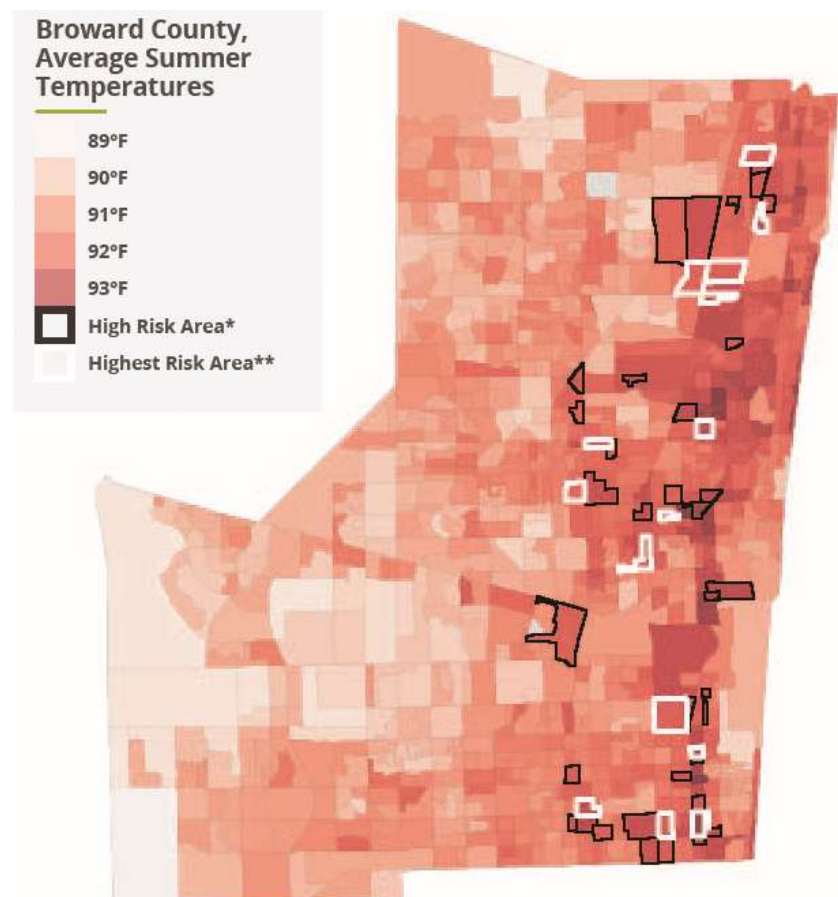 Broward County,
Average Summer
Temperatures
89°F
90°F
91°F
92°F
93°F
High Risk Area*
Highest Risk Area**